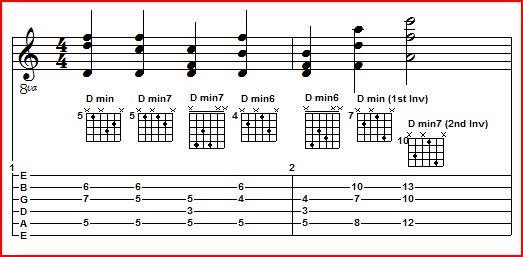 4 4
8va
D min D min7 D min7 D min6 D min6 D min (1st Inv)
D min7 (2nd Inv)
5 5 4 7
10
x x x x x x x x x x x x x x x x x x x x x
1 2
E
B 6 6 6 10 13
G 7 5 5 4 4 7 10
D 3 3
A 5 5 5 5 5 8 12
E